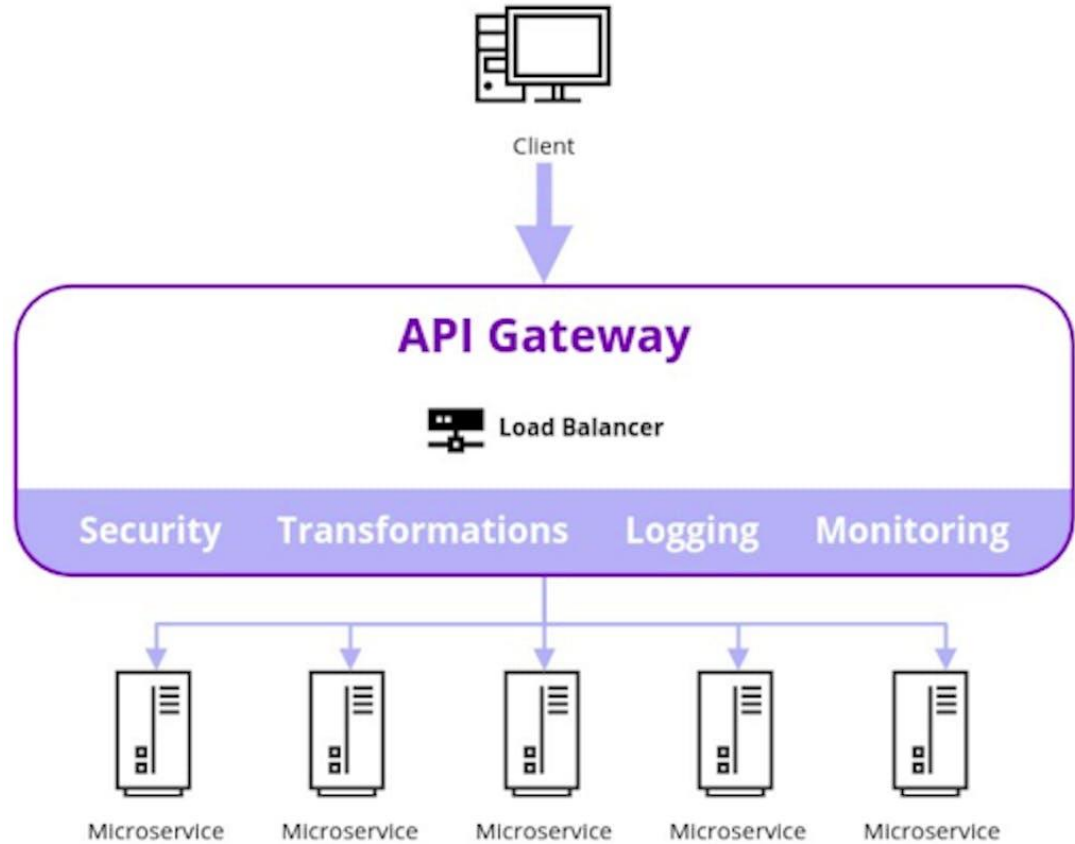 Client
API Gateway
Load Balancer
Security Transformations Logging Monitoring
Microservice Microservice Microservice Microservice Microservice